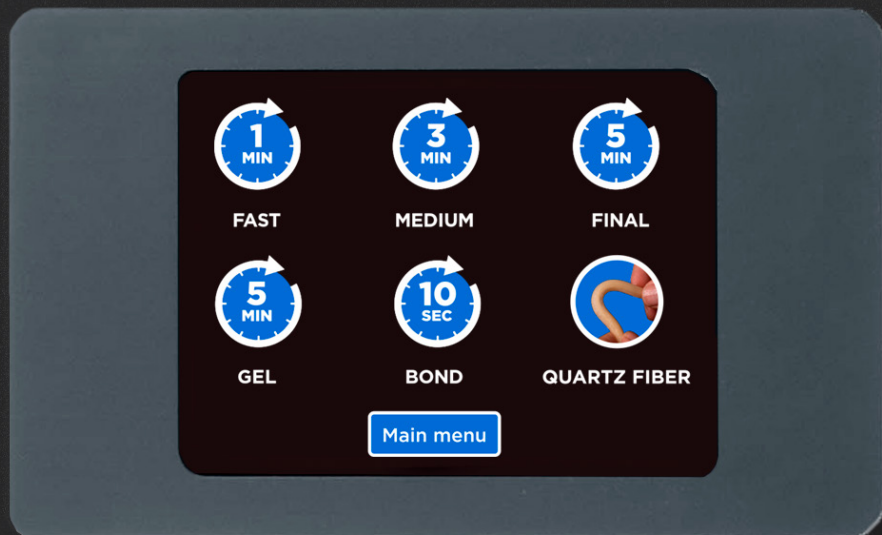 1
MIN
3
MIN
5
MIN
FAST
MEDIUM
FINAL
5
MIN
10
SEC
GEL
BOND
QUARTZ FIBER
Main menu